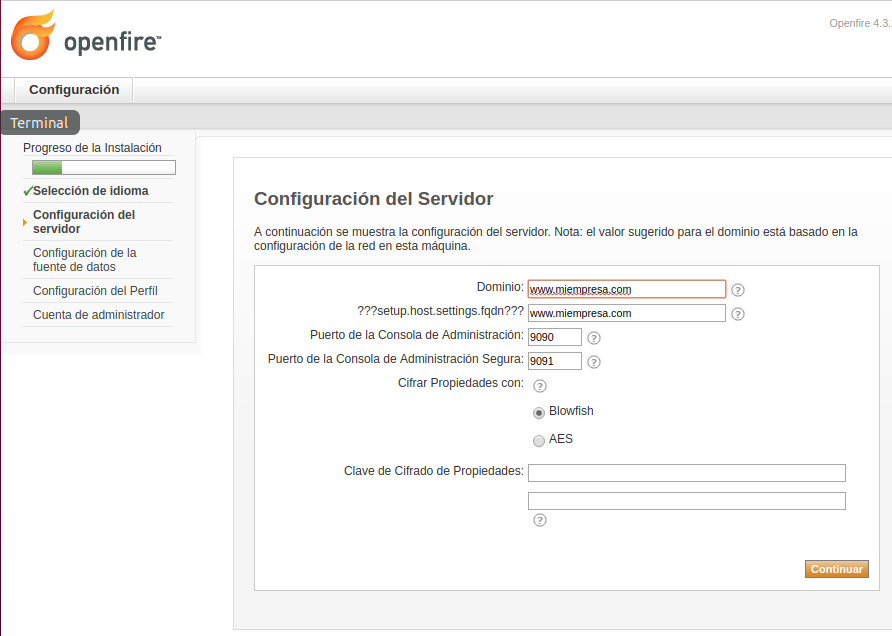 openfire™
Openfire 4.3.
Configuración
Terminal
Progreso de la Instalación
Selección de idioma
Configuración del
servidor
Configuración de la
fuente de datos
Configuración del Perfíl
Cuenta de administrador
Configuración del Servidor
A continuación se muestra la configuración del servidor. Nota: el valor sugerido para el dominio está basado en la
configuración de la red en esta máquina.
Dominio: www.miempresa.com ?
???setup.host.settings.fqdn??? www.miempresa.com ?
Puerto de la Consola de Administración: 9090 ?
Puerto de la Consola de Administración Segura: 9091 ?
Cifrar Propiedades con: ?
Blowfish
AES
Clave de Cifrado de Propiedades:
?
Continuar